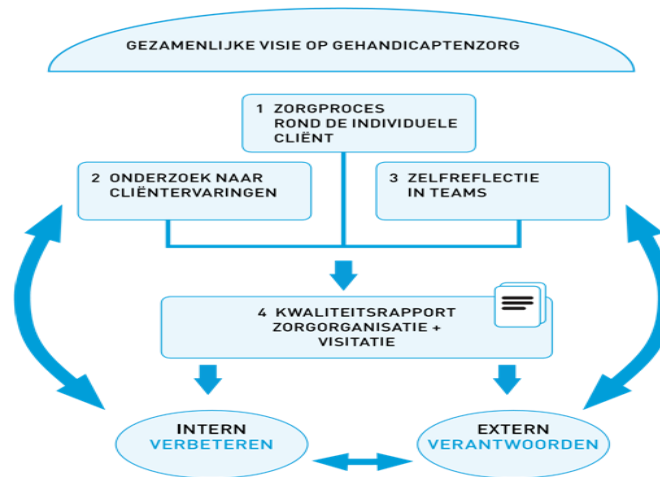 GEZAMENLIJKE VISIE OP GEHANDICAPTENZORG
1 ZORGPROCES
ROND DE INDIVIDUELE
CLIËNT
2 ONDERZOEK NAAR
CLIËNTERVARINGEN
3 ZELFREFLECTIE
IN TEAMS
4 KWALITEITSRAPPORT
ZORGORGANISATIE +
VISITATIE
INTERN
VERBETEREN
EXTERN
VERANTWOORDEN